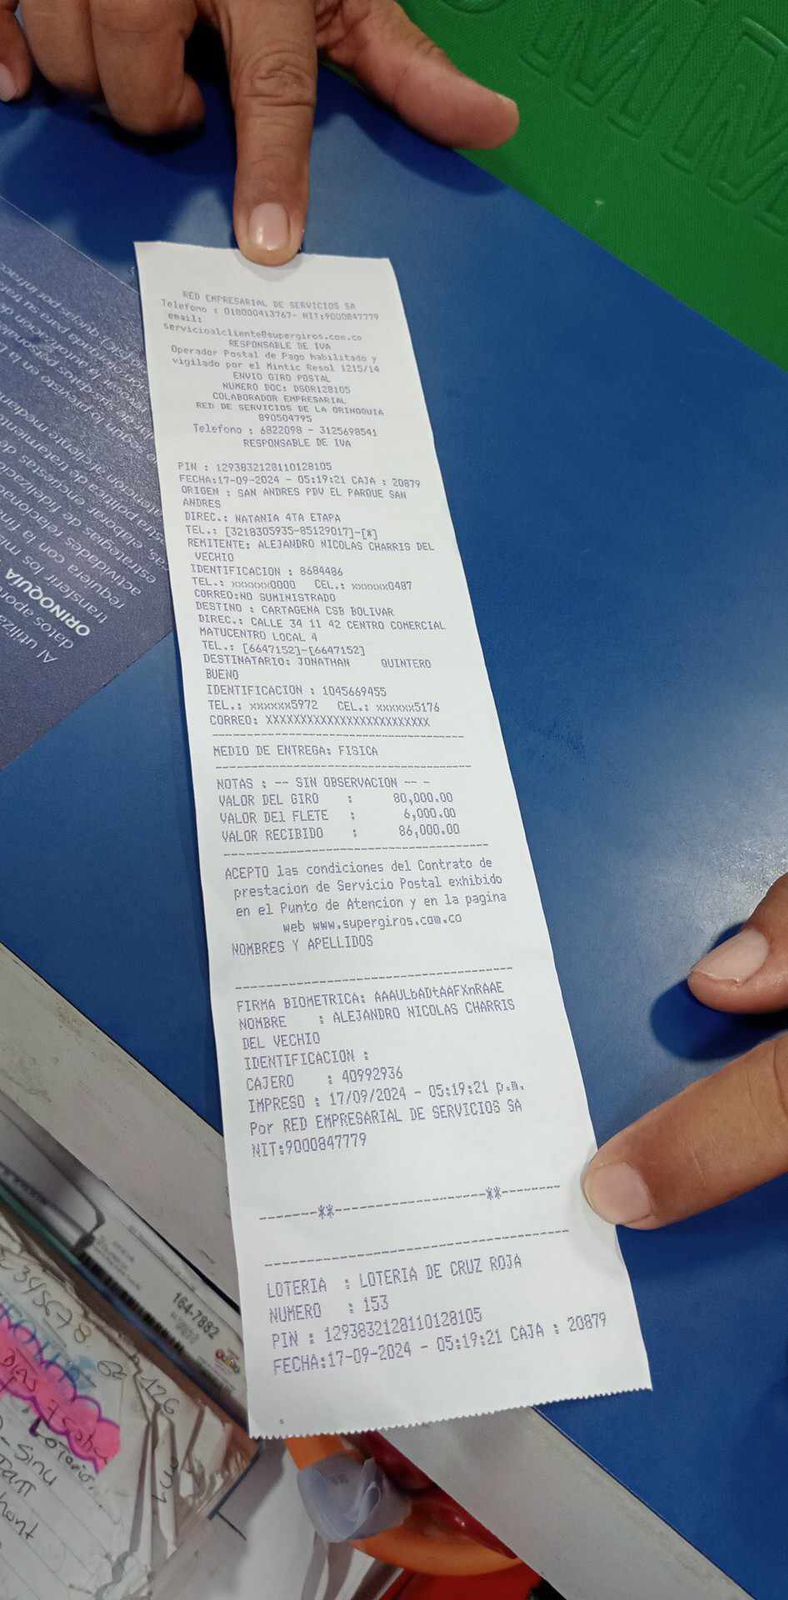 RED EMPRESARIAL DE SERVICIOS SA
Telefono : 018000413767- NIT:9000847779
email:
servicioalcliente@supergiros.com.co
RESPONSABLE DE IVA
Operador Postal de Pago habilitado y
vigilado por el Mintic Resol 1215/14
ENVIO GIRO POSTAL
NUMERO DOC: DSOR128105
COLABORADOR EMPRESARIAL
RED DE SERVICIOS DE LA ORINOQUIA
890504795
Telefono : 6822098 - 3125698541
RESPONSABLE DE IVA
PIN : 1293832128110128105
FECHA:17-09-2024 - 05:19:21 CAJA : 20879
ORIGEN : SAN ANDRES PDV EL PARQUE SAN
ANDRES
DIREC.: NATANIA 4TA ETAPA
TEL.: [3218305935-85129017]-[*]
REMITENTE: ALEJANDRO NICOLAS CHARRIS DEL
VECHIO
IDENTIFICACION : 8684486
TEL.: xxxxxx0000 CEL.: xxxxxx0487
CORREO:NO SUMINISTRADO
DESTINO : CARTAGENA CSB BOLIVAR
DIREC.: CALLE 34 11 42 CENTRO COMERCIAL
MATUCENTRO LOCAL 4
TEL.: [6647152]-[6647152]
DESTINATARIO: JONATHAN QUINTERO
BUENO
IDENTIFICACION : 1045669455
TEL.: xxxxxx5972 CEL.: xxxxxx5176
CORREO: XXXXXXXXXXXXXXXXXXXXXXXXX
MEDIO DE ENTREGA: FISICA
NOTAS : -- SIN OBSERVACION -- -
VALOR DEL GIRO : 80,000.00
VALOR DEl FLETE : 6,000.00
VALOR RECIBIDO : 86,000.00
ACEPTO las condiciones del Contrato de
prestacion de Servicio Postal exhibido
en el Punto de Atencion y en la pagina
web www.supergiros.com.co
NOMBRES Y APELLIDOS
FIRMA BIOMETRICA: AAAULbADtAAFXnRAAE
NOMBRE : ALEJANDRO NICOLAS CHARRIS
DEL VECHIO
IDENTIFICACION :
CAJERO : 40992936
IMPRESO : 17/09/2024 - 05:19:21 p.m.
Por RED EMPRESARIAL DE SERVICIOS SA
NIT:9000847779
-------**--------------------**-------
LOTERIA : LOTERIA DE CRUZ ROJA
NUMERO : 153
PIN : 1293832128110128105
FECHA:17-09-2024 - 05:19:21 CAJA : 20879
Al utiliza
datos
ORINOQUIA
164-7882